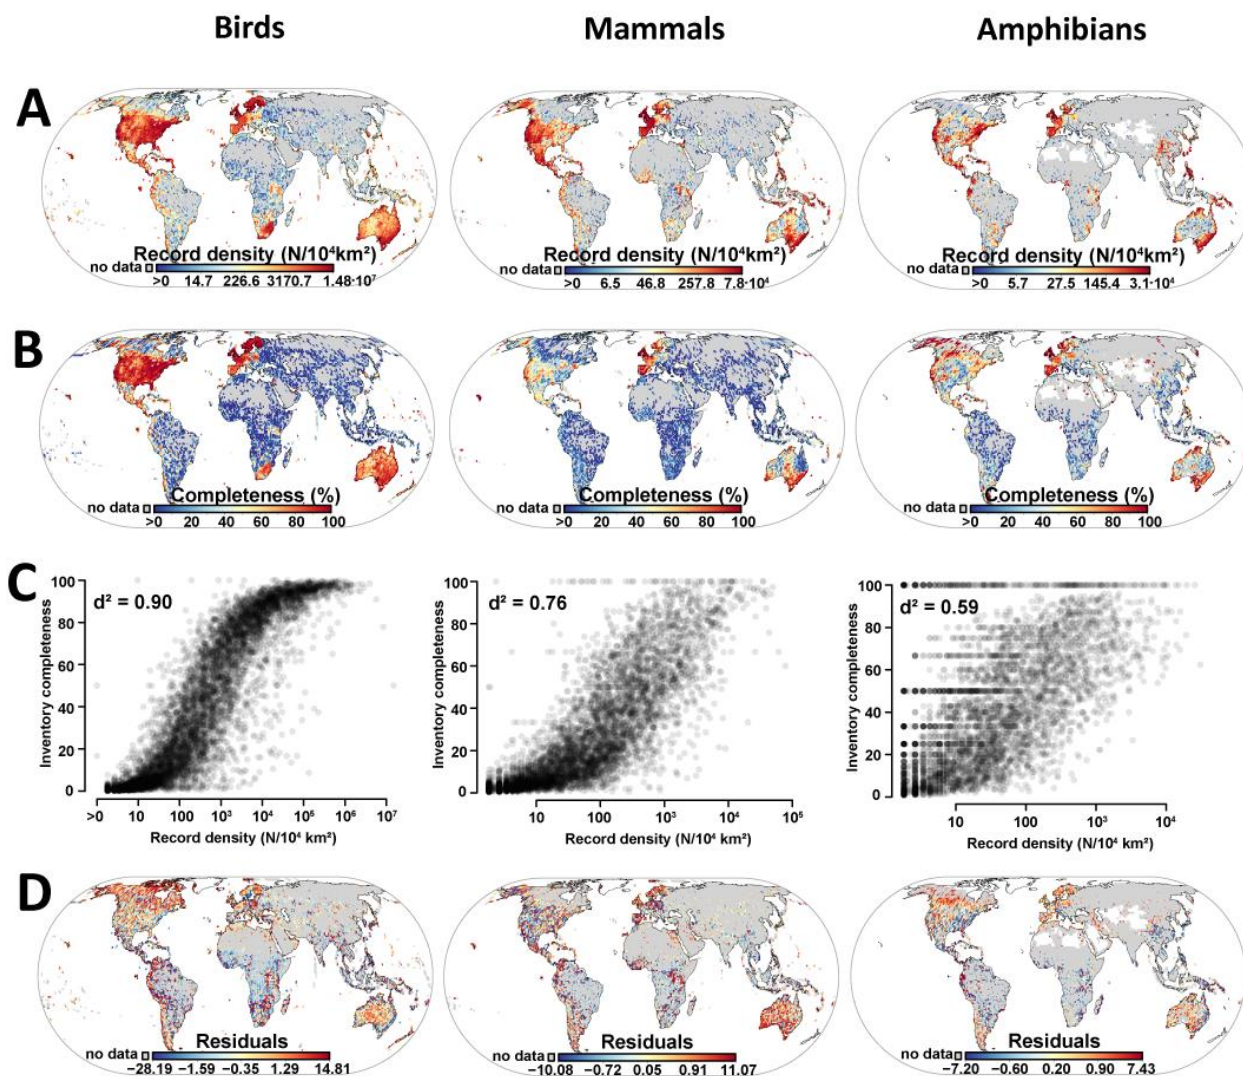 Birds Mammals Amphibians
A
Record density (N/10⁴km²) Record density (N/10⁴km²) Record density (N/10⁴km²)
no data >0 14.7 226.6 3170.7 1.48·10⁷ no data >0 6.5 46.8 257.8 7.8·10⁴ no data >0 5.7 27.5 145.4 3.1·10⁴
B
Completeness (%) Completeness (%) Completeness (%)
no data >0 20 40 60 80 100 no data >0 20 40 60 80 100 no data >0 20 40 60 80 100
C
d² = 0.90 d² = 0.76 d² = 0.59
Inventory completeness Inventory completeness Inventory completeness
100 100 100
80 80 80
60 60 60
40 40 40
20 20 20
0 0 0
>0 10 100 10³ 10⁴ 10⁵ 10⁶ 10⁷ 10 100 10³ 10⁴ 10⁵ 10 100 10³ 10⁴
Record density (N/10⁴ km²) Record density (N/10⁴ km²) Record density (N/10⁴ km²)
D
Residuals Residuals Residuals
no data −28.19 −1.59 −0.35 1.29 14.81 no data −10.08 −0.72 0.05 0.91 11.07 no data −7.20 −0.60 0.20 0.90 7.43